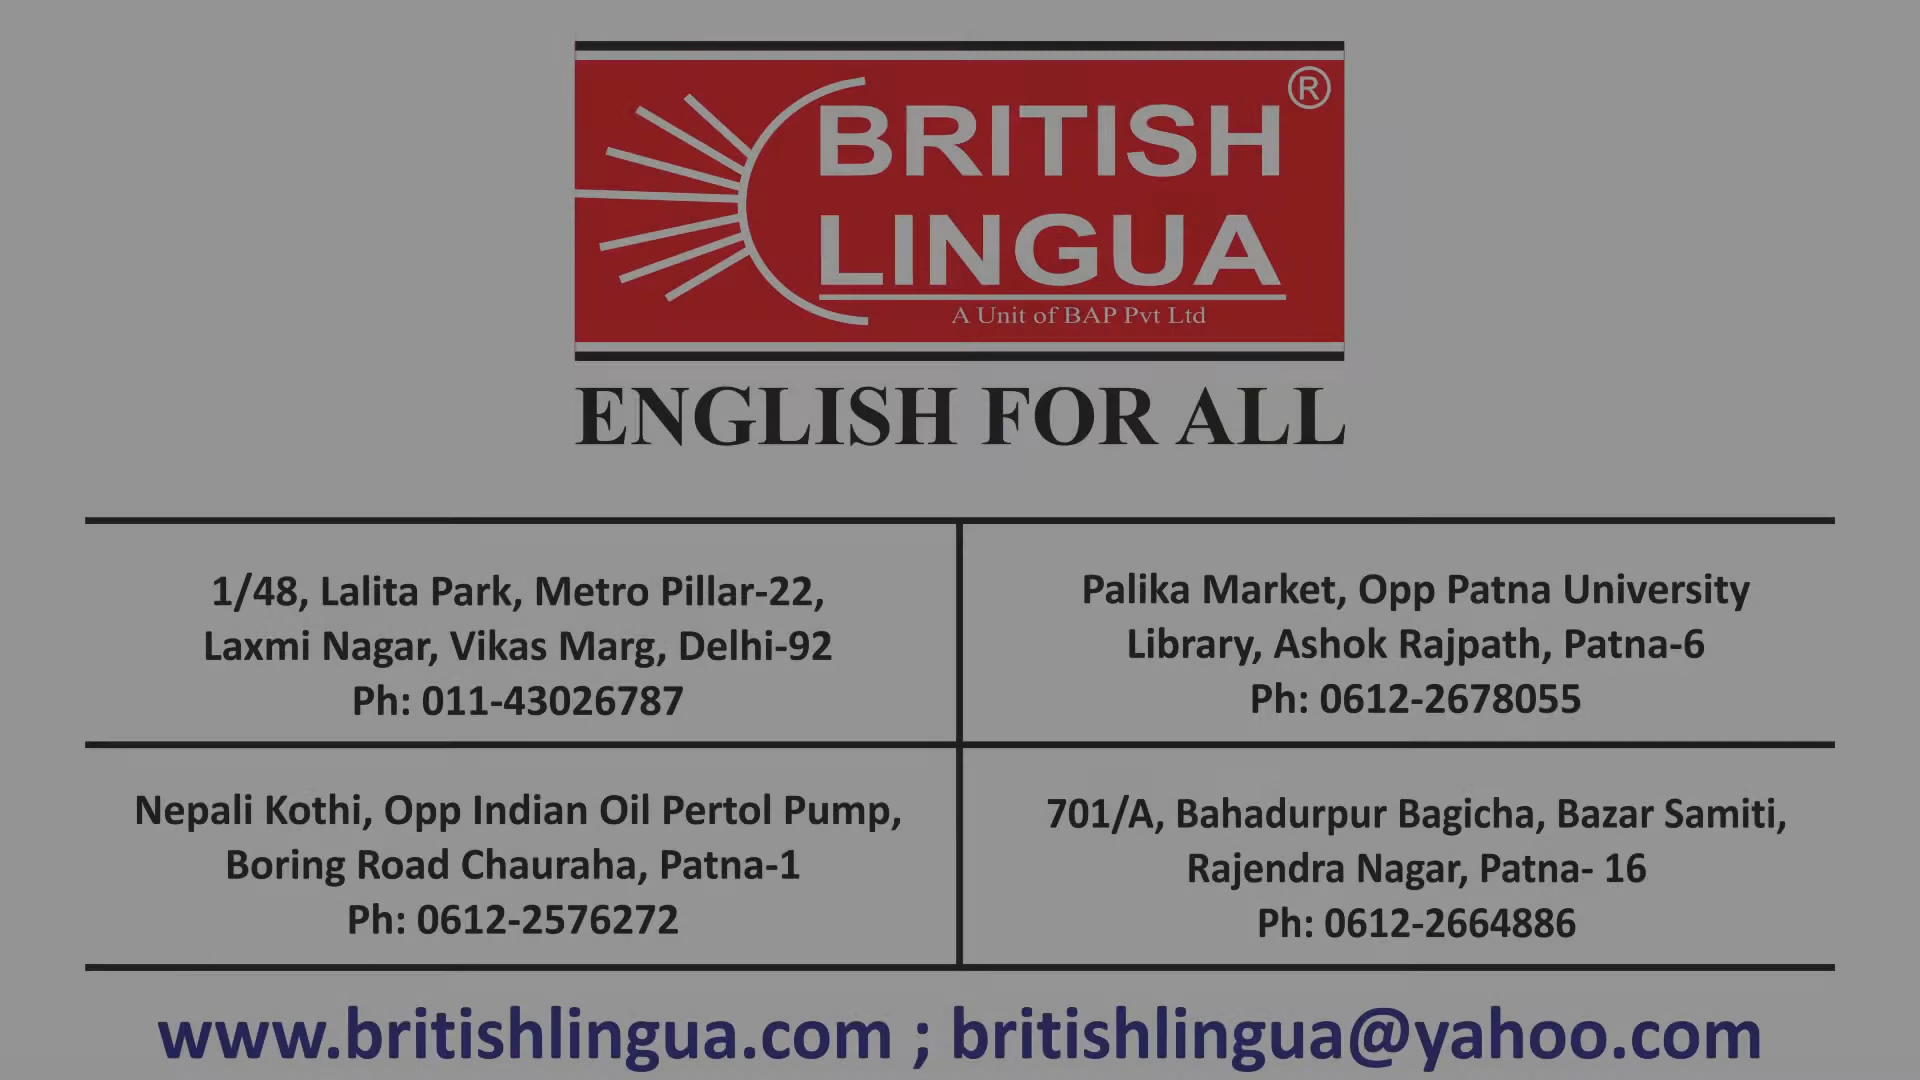 BRITISH ®
LINGUA
A Unit of BAP Pvt Ltd
ENGLISH FOR ALL
1/48, Lalita Park, Metro Pillar-22,
Laxmi Nagar, Vikas Marg, Delhi-92
Ph: 011-43026787
Palika Market, Opp Patna University
Library, Ashok Rajpath, Patna-6
Ph: 0612-2678055
Nepali Kothi, Opp Indian Oil Pertol Pump,
Boring Road Chauraha, Patna-1
Ph: 0612-2576272
701/A, Bahadurpur Bagicha, Bazar Samiti,
Rajendra Nagar, Patna- 16
Ph: 0612-2664886
www.britishlingua.com ; britishlingua@yahoo.com